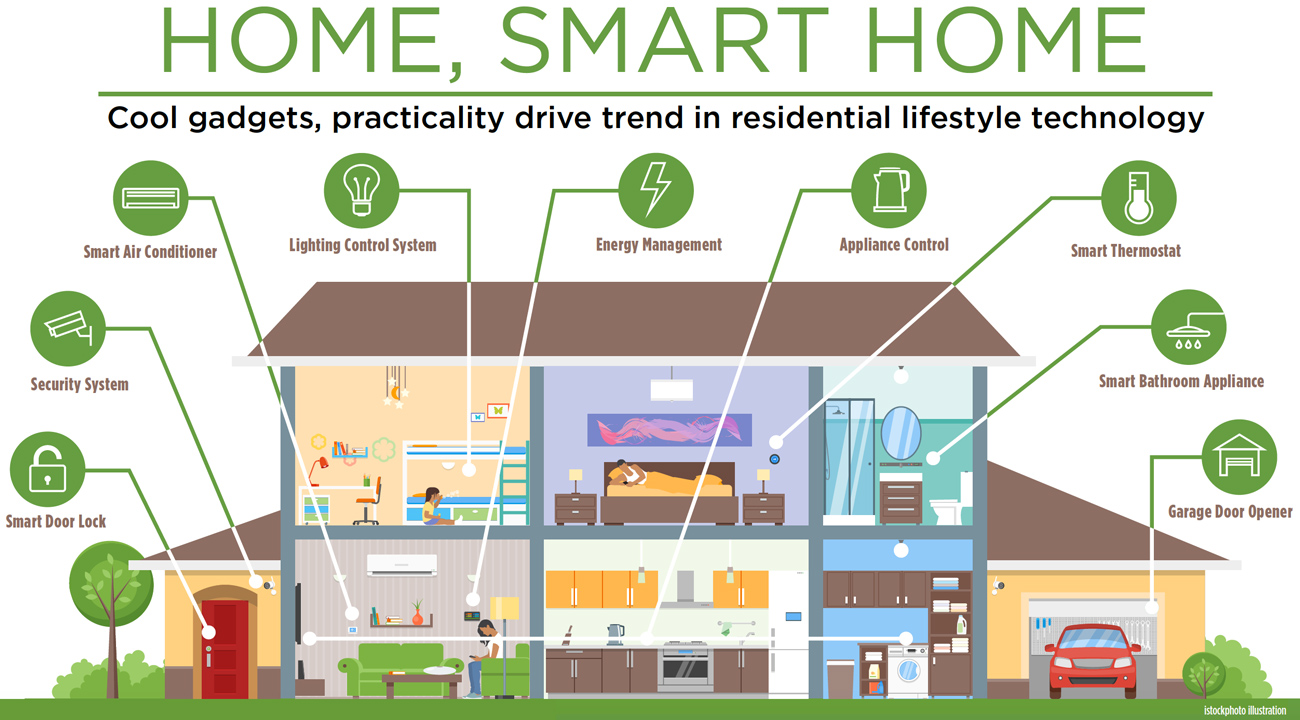 HOME, SMART HOME
Cool gadgets, practicality drive trend in residential lifestyle technology
Smart Air Conditioner
Lighting Control System
Energy Management
Appliance Control
Smart Thermostat
Security System
Smart Bathroom Appliance
Smart Door Lock
Garage Door Opener
istockphoto illustration